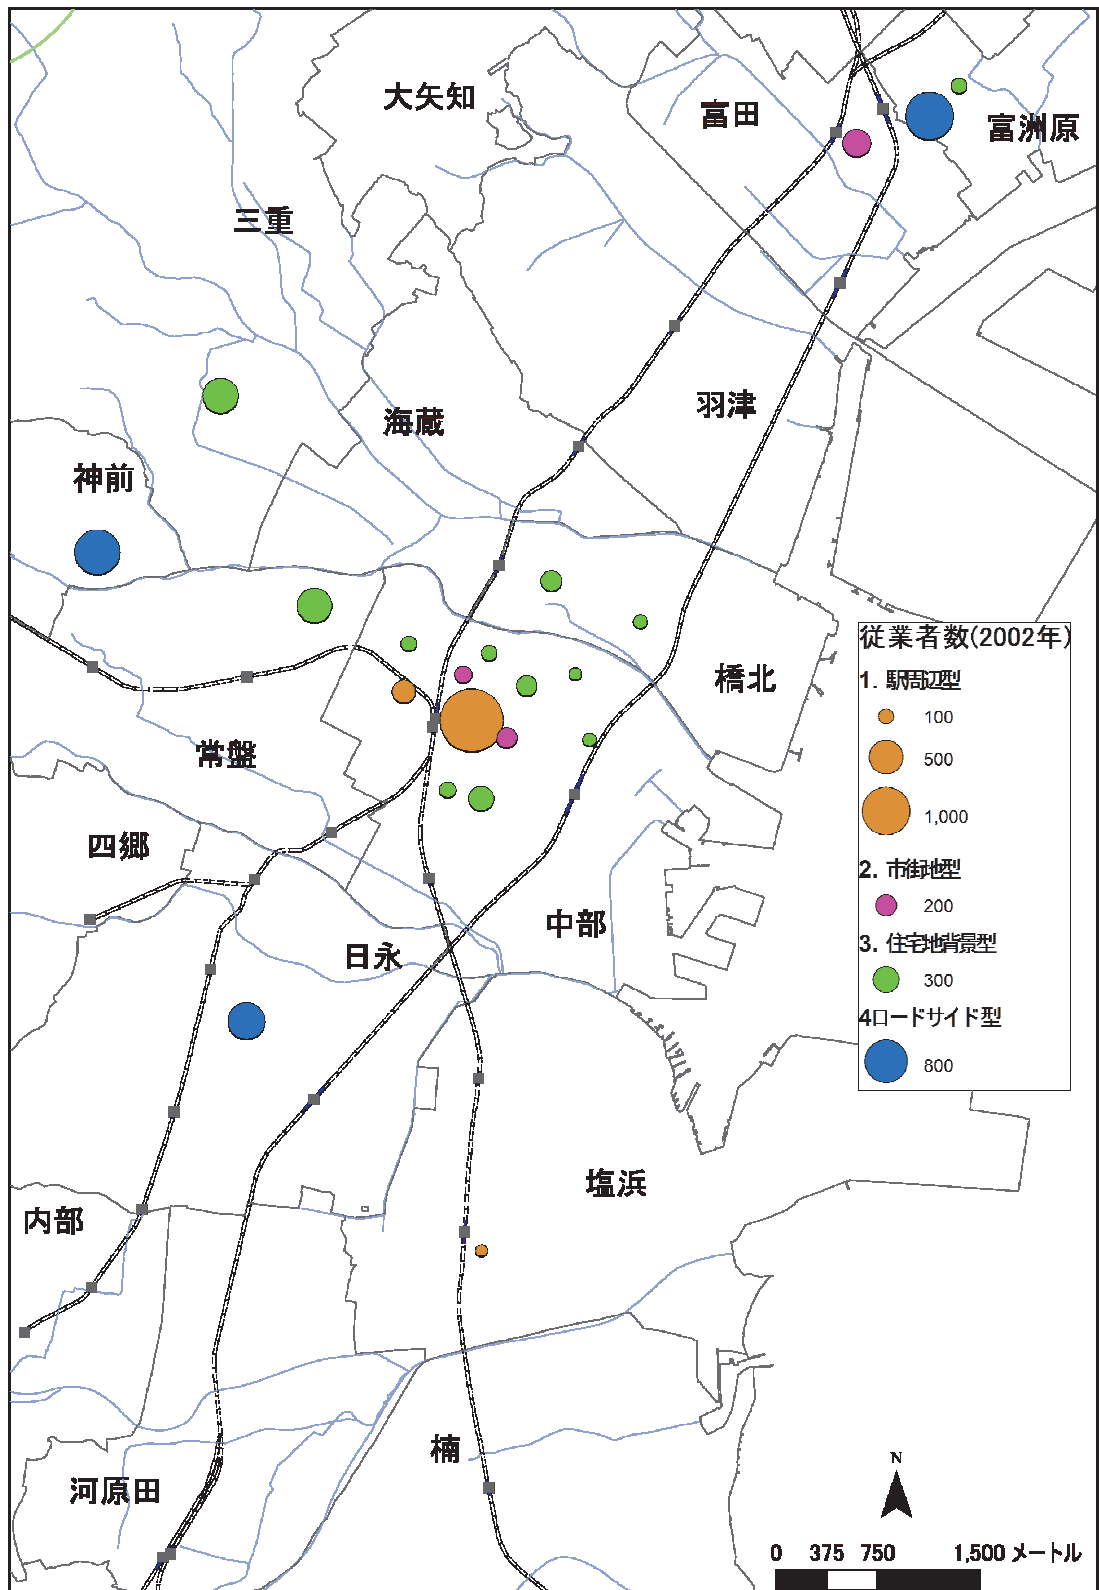 大矢知
富田
富洲原
三重
羽津
海蔵
神前
橋北
常盤
四郷
中部
日永
塩浜
内部
楠
河原田
従業者数(2002年)
1. 駅周辺型
100
500
1,000
2. 市街地型
200
3. 住宅地背景型
300
4ロードサイド型
800
N
0 375 750 1,500 メートル